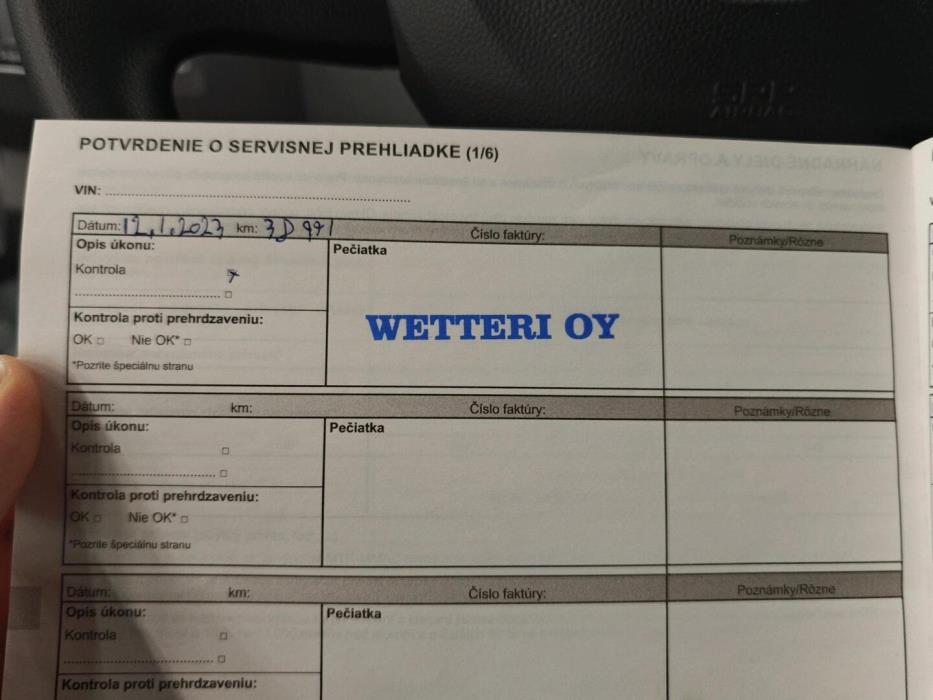 POTVRDENIE O SERVISNEJ PREHLIADKE (1/6)
VIN:
Dátum: 12.1.2023 km: Číslo faktúry: Poznámky/Rôzne
Opis úkonu: Pečiatka
Kontrola
WETTERI OY
Kontrola proti prehrdzaveniu:
OK □ Nie OK* □
*Pozrite špeciálnu stranu
Dátum: km: Číslo faktúry: Poznámky/Rôzne
Opis úkonu: Pečiatka
Kontrola □
Kontrola proti prehrdzaveniu:
OK □ Nie OK* □
*Pozrite špeciálnu stranu
Dátum: km: Číslo faktúry: Poznámky/Rôzne
Opis úkonu: Pečiatka
Kontrola □
Kontrola proti prehrdzaveniu: